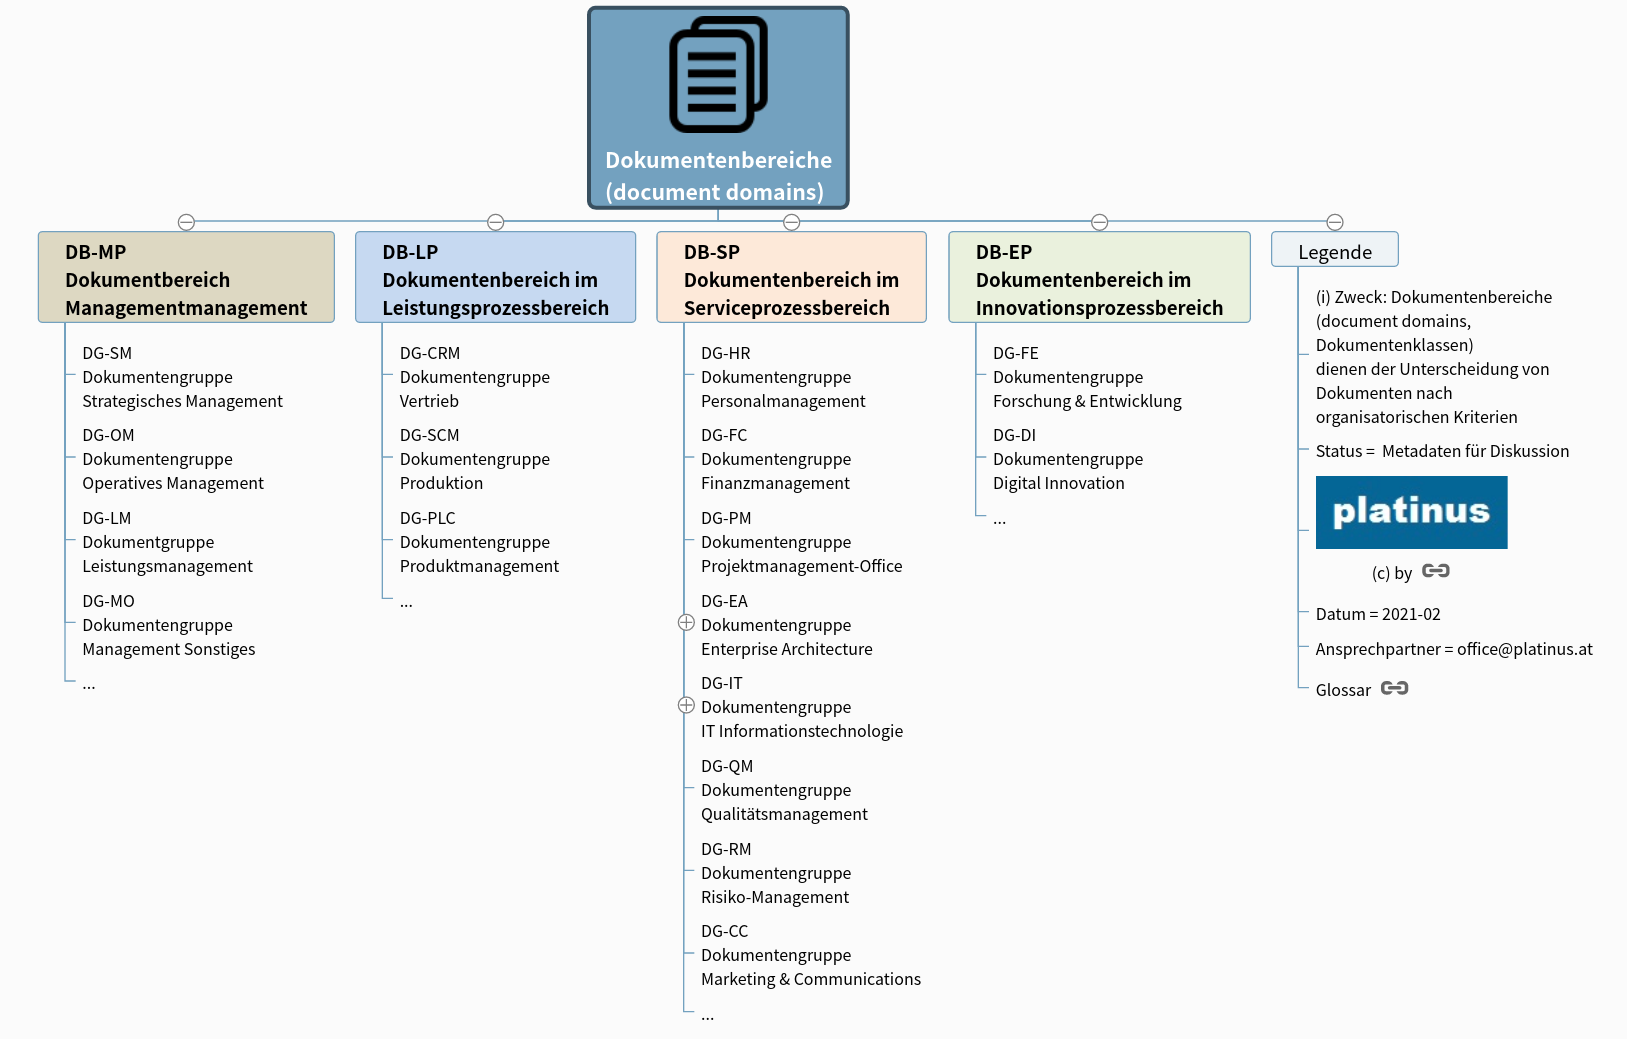 Dokumentenbereiche
(document domains)
DB-MP
Dokumentbereich
Managementmanagement
DG-SM
Dokumentengruppe
Strategisches Management
DG-OM
Dokumentengruppe
Operatives Management
DG-LM
Dokumentgruppe
Leistungsmanagement
DG-MO
Dokumentengruppe
Management Sonstiges
...
DB-LP
Dokumentenbereich im
Leistungsprozessbereich
DG-CRM
Dokumentengruppe
Vertrieb
DG-SCM
Dokumentengruppe
Produktion
DG-PLC
Dokumentengruppe
Produktmanagement
...
DB-SP
Dokumentenbereich im
Serviceprozessbereich
DG-HR
Dokumentengruppe
Personalmanagement
DG-FC
Dokumentengruppe
Finanzmanagement
DG-PM
Dokumentengruppe
Projektmanagement-Office
DG-EA
Dokumentengruppe
Enterprise Architecture
DG-IT
Dokumentengruppe
IT Informationstechnologie
DG-QM
Dokumentengruppe
Qualitätsmanagement
DG-RM
Dokumentengruppe
Risiko-Management
DG-CC
Dokumentengruppe
Marketing & Communications
...
DB-EP
Dokumentenbereich im
Innovationsprozessbereich
DG-FE
Dokumentengruppe
Forschung & Entwicklung
DG-DI
Dokumentengruppe
Digital Innovation
...
Legende
(i) Zweck: Dokumentenbereiche
(document domains,
Dokumentenklassen)
dienen der Unterscheidung von
Dokumenten nach
organisatorischen Kriterien
Status =  Metadaten für Diskussion
platinus
(c) by
Datum = 2021-02
Ansprechpartner = office@platinus.at
Glossar